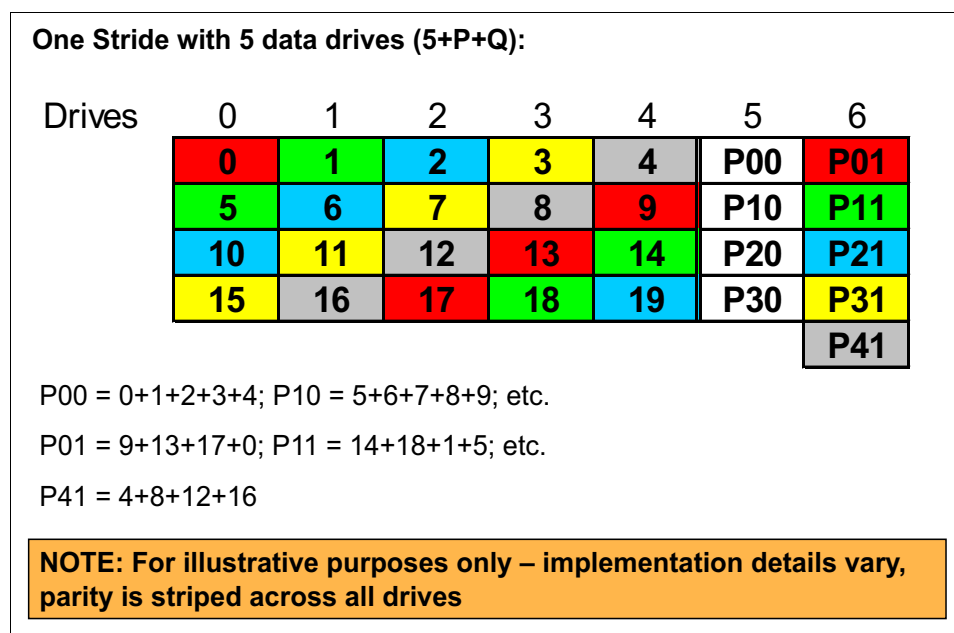 One Stride with 5 data drives (5+P+Q):
Drives 0 1 2 3 4 5 6
0 1 2 3 4 P00 P01
5 6 7 8 9 P10 P11
10 11 12 13 14 P20 P21
15 16 17 18 19 P30 P31
P41
P00 = 0+1+2+3+4; P10 = 5+6+7+8+9; etc.
P01 = 9+13+17+0; P11 = 14+18+1+5; etc.
P41 = 4+8+12+16
NOTE: For illustrative purposes only – implementation details vary,
parity is striped across all drives